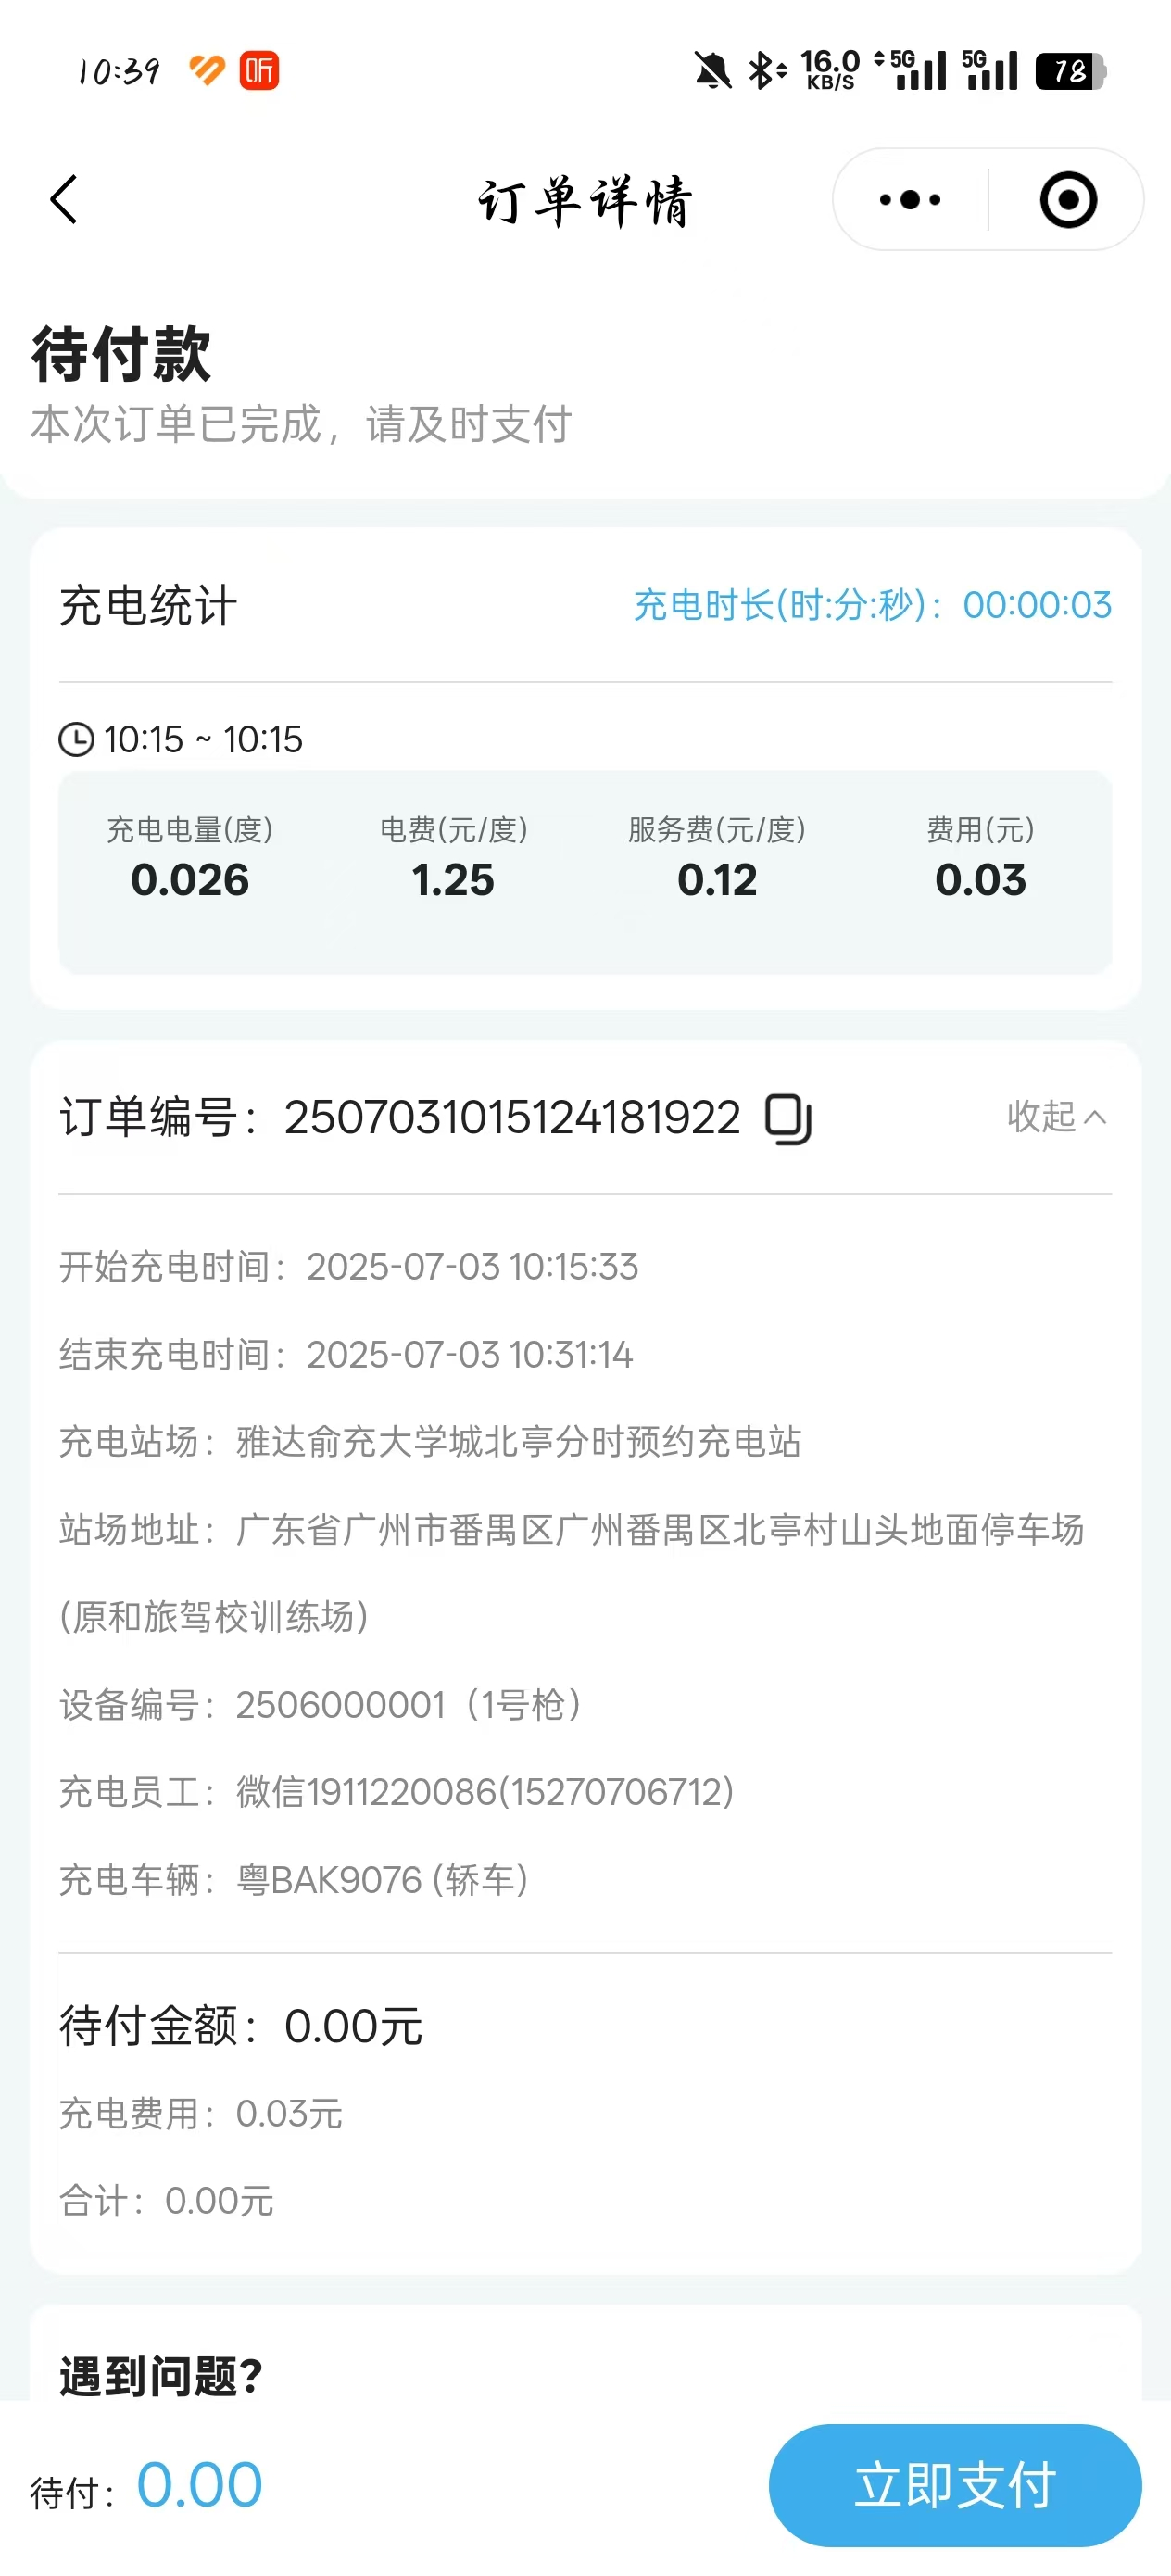 10:39 听 16.0 KB/S 5G 5G 78
订单详情
待付款
本次订单已完成，请及时支付
充电统计 充电时长(时:分:秒)：00:00:03
10:15 ~ 10:15
充电电量(度) 电费(元/度) 服务费(元/度) 费用(元)
0.026 1.25 0.12 0.03
订单编号：2507031015124181922 收起
开始充电时间：2025-07-03 10:15:33
结束充电时间：2025-07-03 10:31:14
充电站场：雅达俞充大学城北亭分时预约充电站
站场地址：广东省广州市番禺区广州番禺区北亭村山头地面停车场
(原和旅驾校训练场)
设备编号：2506000001（1号枪）
充电员工：微信1911220086(15270706712)
充电车辆：粤BAK9076 (轿车)
待付金额：0.00元
充电费用：0.03元
合计：0.00元
遇到问题?
待付：0.00 立即支付